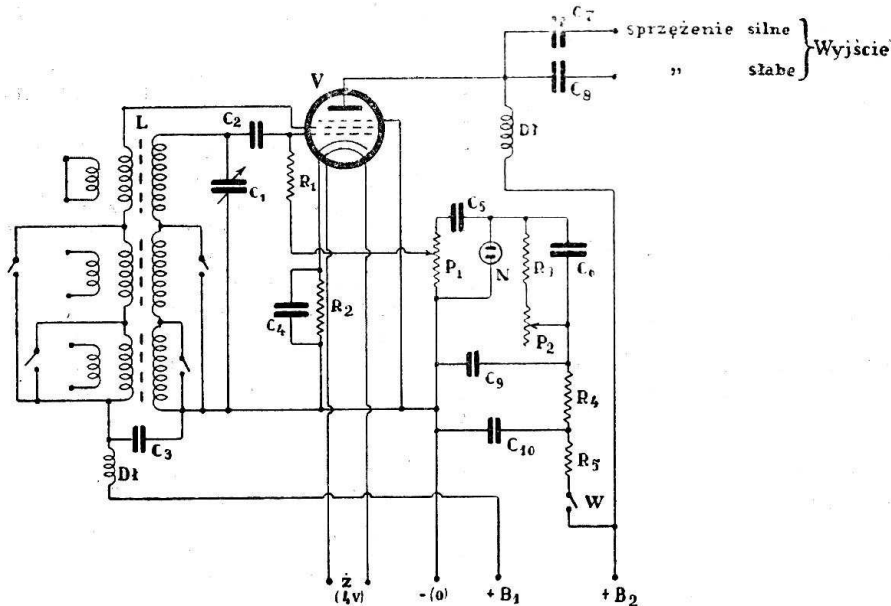 C7
sprzężenie silne
Wyjście
„ słabe
C8
V
L
C2
Dł
C1
R1
C5
P1
N
R3
C6
C4
R2
P2
C9
R4
C3
C10
R5
Dł
W
ż
(4V)
-(0)
+B1
+B2